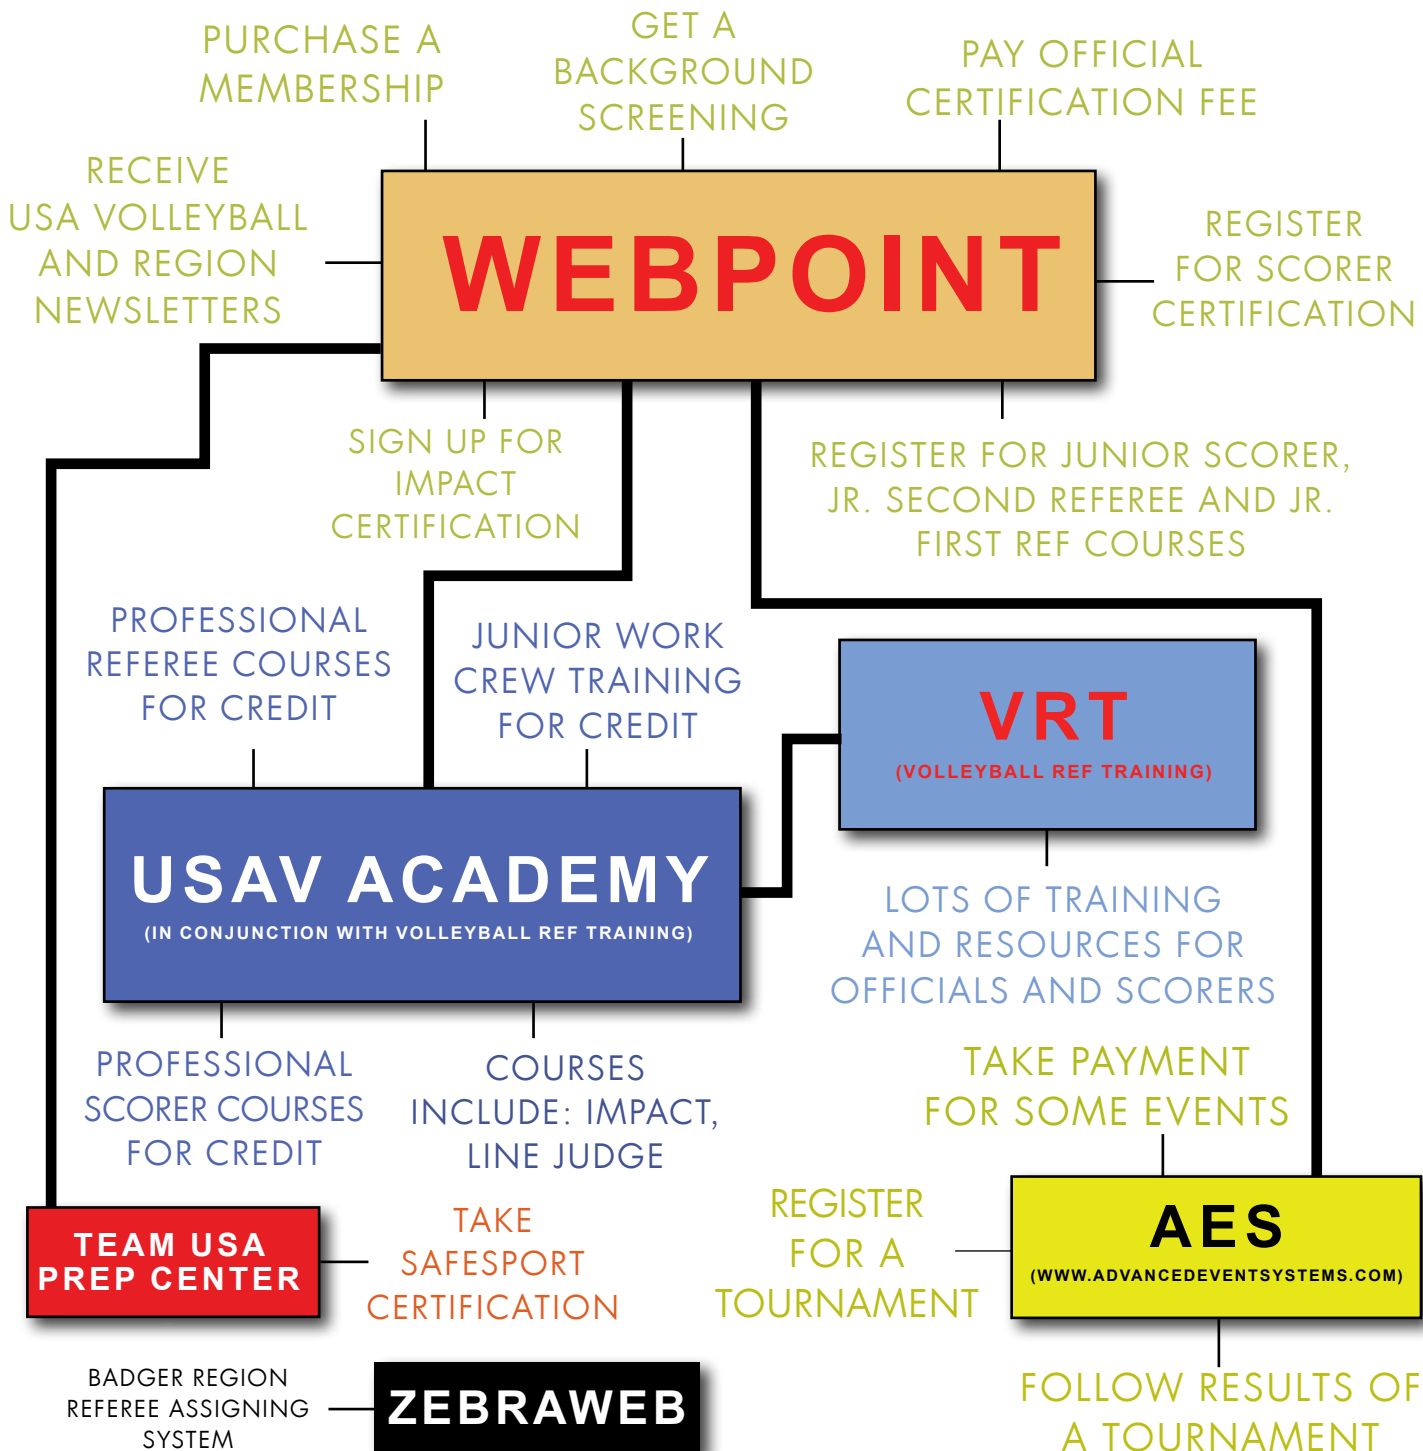 PURCHASE A
MEMBERSHIP
GET A
BACKGROUND
SCREENING
PAY OFFICIAL
CERTIFICATION FEE
RECEIVE
USA VOLLEYBALL
AND REGION
NEWSLETTERS
WEBPOINT
REGISTER
FOR SCORER
CERTIFICATION
SIGN UP FOR
IMPACT
CERTIFICATION
REGISTER FOR JUNIOR SCORER,
JR. SECOND REFEREE AND JR.
FIRST REF COURSES
PROFESSIONAL
REFEREE COURSES
FOR CREDIT
JUNIOR WORK
CREW TRAINING
FOR CREDIT
VRT
(VOLLEYBALL REF TRAINING)
USAV ACADEMY
(IN CONJUNCTION WITH VOLLEYBALL REF TRAINING)
LOTS OF TRAINING
AND RESOURCES FOR
OFFICIALS AND SCORERS
PROFESSIONAL
SCORER COURSES
FOR CREDIT
COURSES
INCLUDE: IMPACT,
LINE JUDGE
TAKE PAYMENT
FOR SOME EVENTS
TEAM USA
PREP CENTER
TAKE
SAFESPORT
CERTIFICATION
REGISTER
FOR A
TOURNAMENT
AES
(WWW.ADVANCEDEVENTSYSTEMS.COM)
BADGER REGION
REFEREE ASSIGNING
SYSTEM
ZEBRAWEB
FOLLOW RESULTS OF
A TOURNAMENT